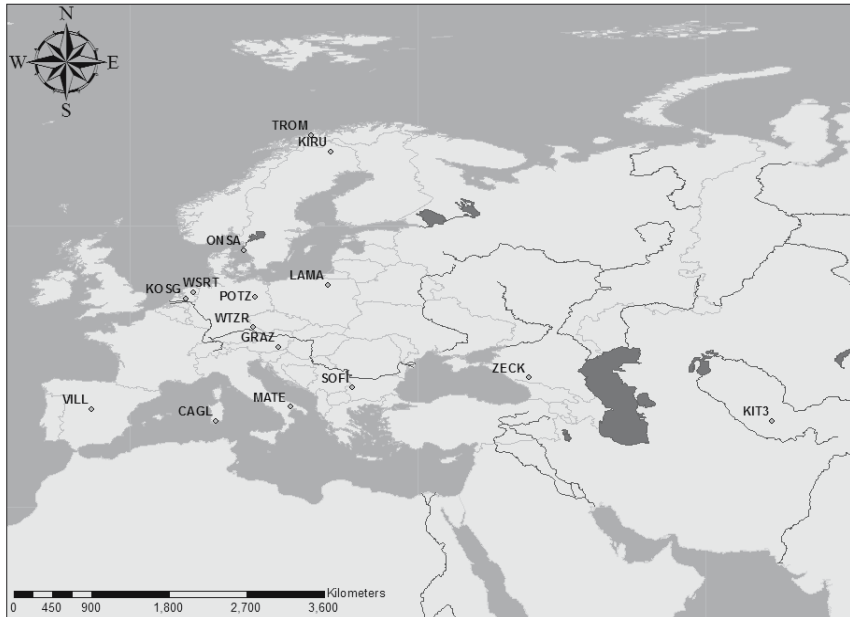 N
W E
S
TROM
KIRU
ONSA
LAMA
WSRT
KOSG
POTZ
WTZR
GRAZ
SOFI
ZECK
VILL
MATE
CAGL
KIT3
Kilometers
0 450 900 1,800 2,700 3,600